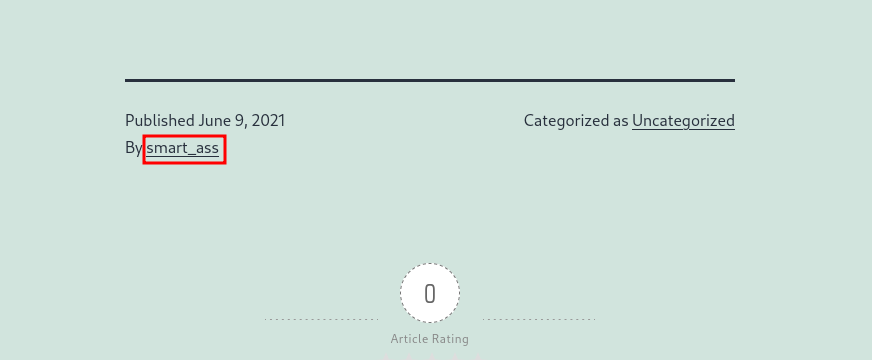 Published June 9, 2021
Categorized as Uncategorized
By smart_ass
0
Article Rating